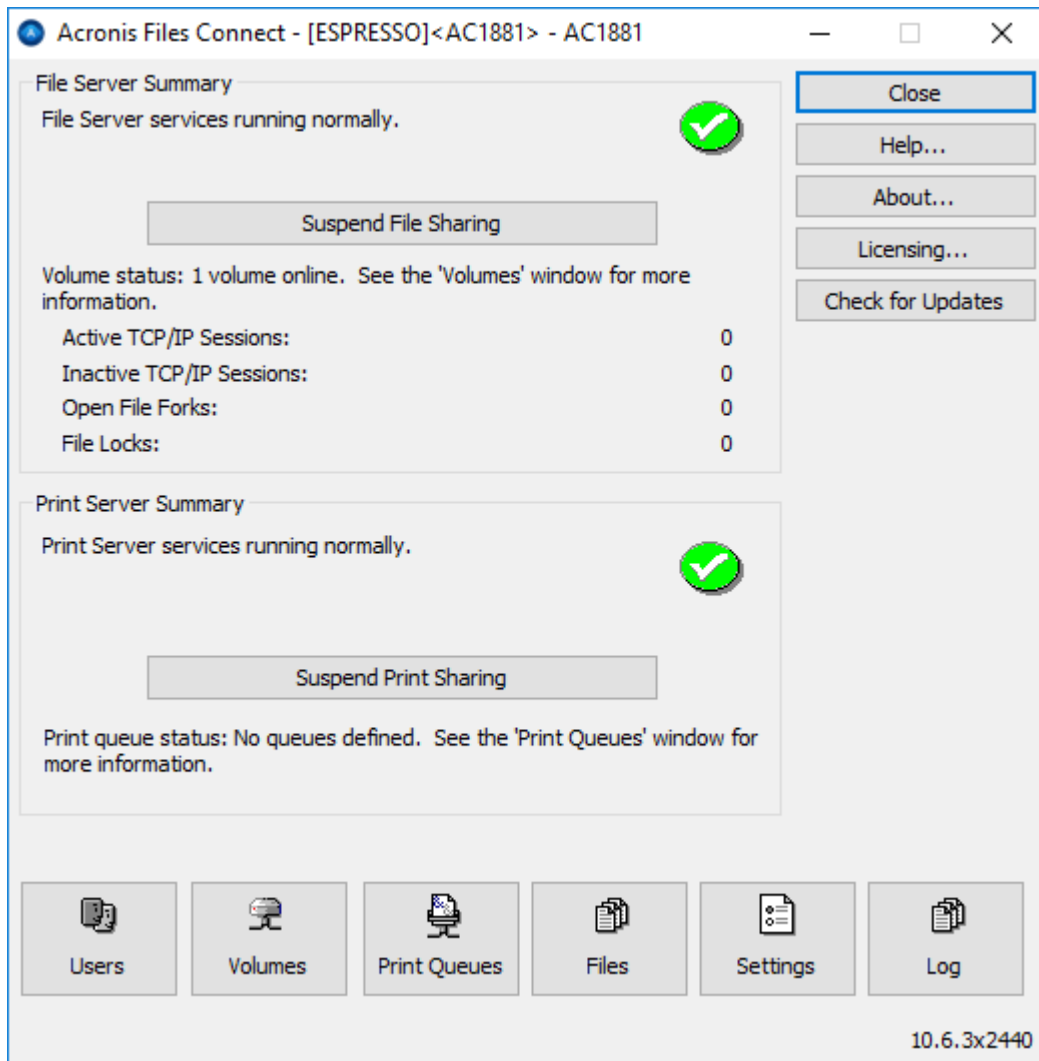 Acronis Files Connect - [ESPRESSO]<AC1881> - AC1881
File Server Summary
File Server services running normally.
Suspend File Sharing
Volume status: 1 volume online.  See the 'Volumes' window for more
information.
Active TCP/IP Sessions: 0
Inactive TCP/IP Sessions: 0
Open File Forks: 0
File Locks: 0
Close
Help...
About...
Licensing...
Check for Updates
Print Server Summary
Print Server services running normally.
Suspend Print Sharing
Print queue status: No queues defined.  See the 'Print Queues' window for
more information.
Users
Volumes
Print Queues
Files
Settings
Log
10.6.3x2440